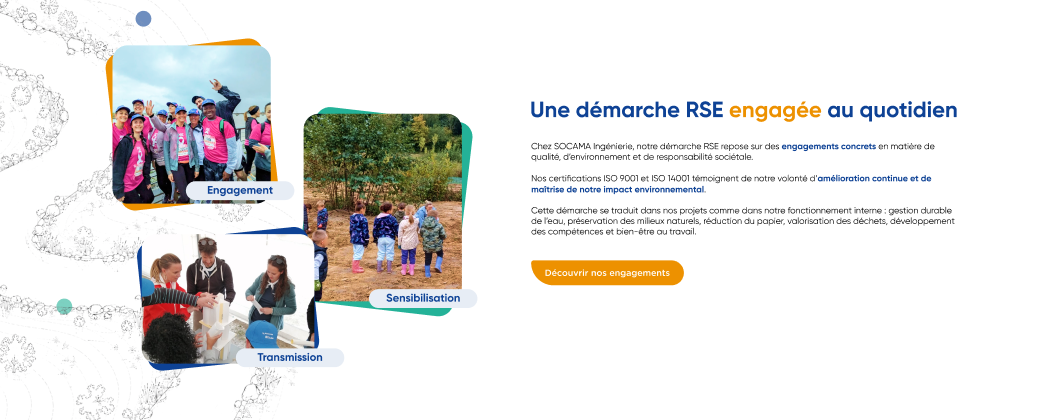 Engagement
Sensibilisation
Transmission
Une démarche RSE engagée au quotidien
Chez SOCAMA Ingénierie, notre démarche RSE repose sur des engagements concrets en matière de
qualité, d'environnement et de responsabilité sociétale.
Nos certifications ISO 9001 et ISO 14001 témoignent de notre volonté d'amélioration continue et de
maîtrise de notre impact environnemental.
Cette démarche se traduit dans nos projets comme dans notre fonctionnement interne : gestion durable
de l'eau, préservation des milieux naturels, réduction du papier, valorisation des déchets, développement
des compétences et bien-être au travail.
Découvrir nos engagements